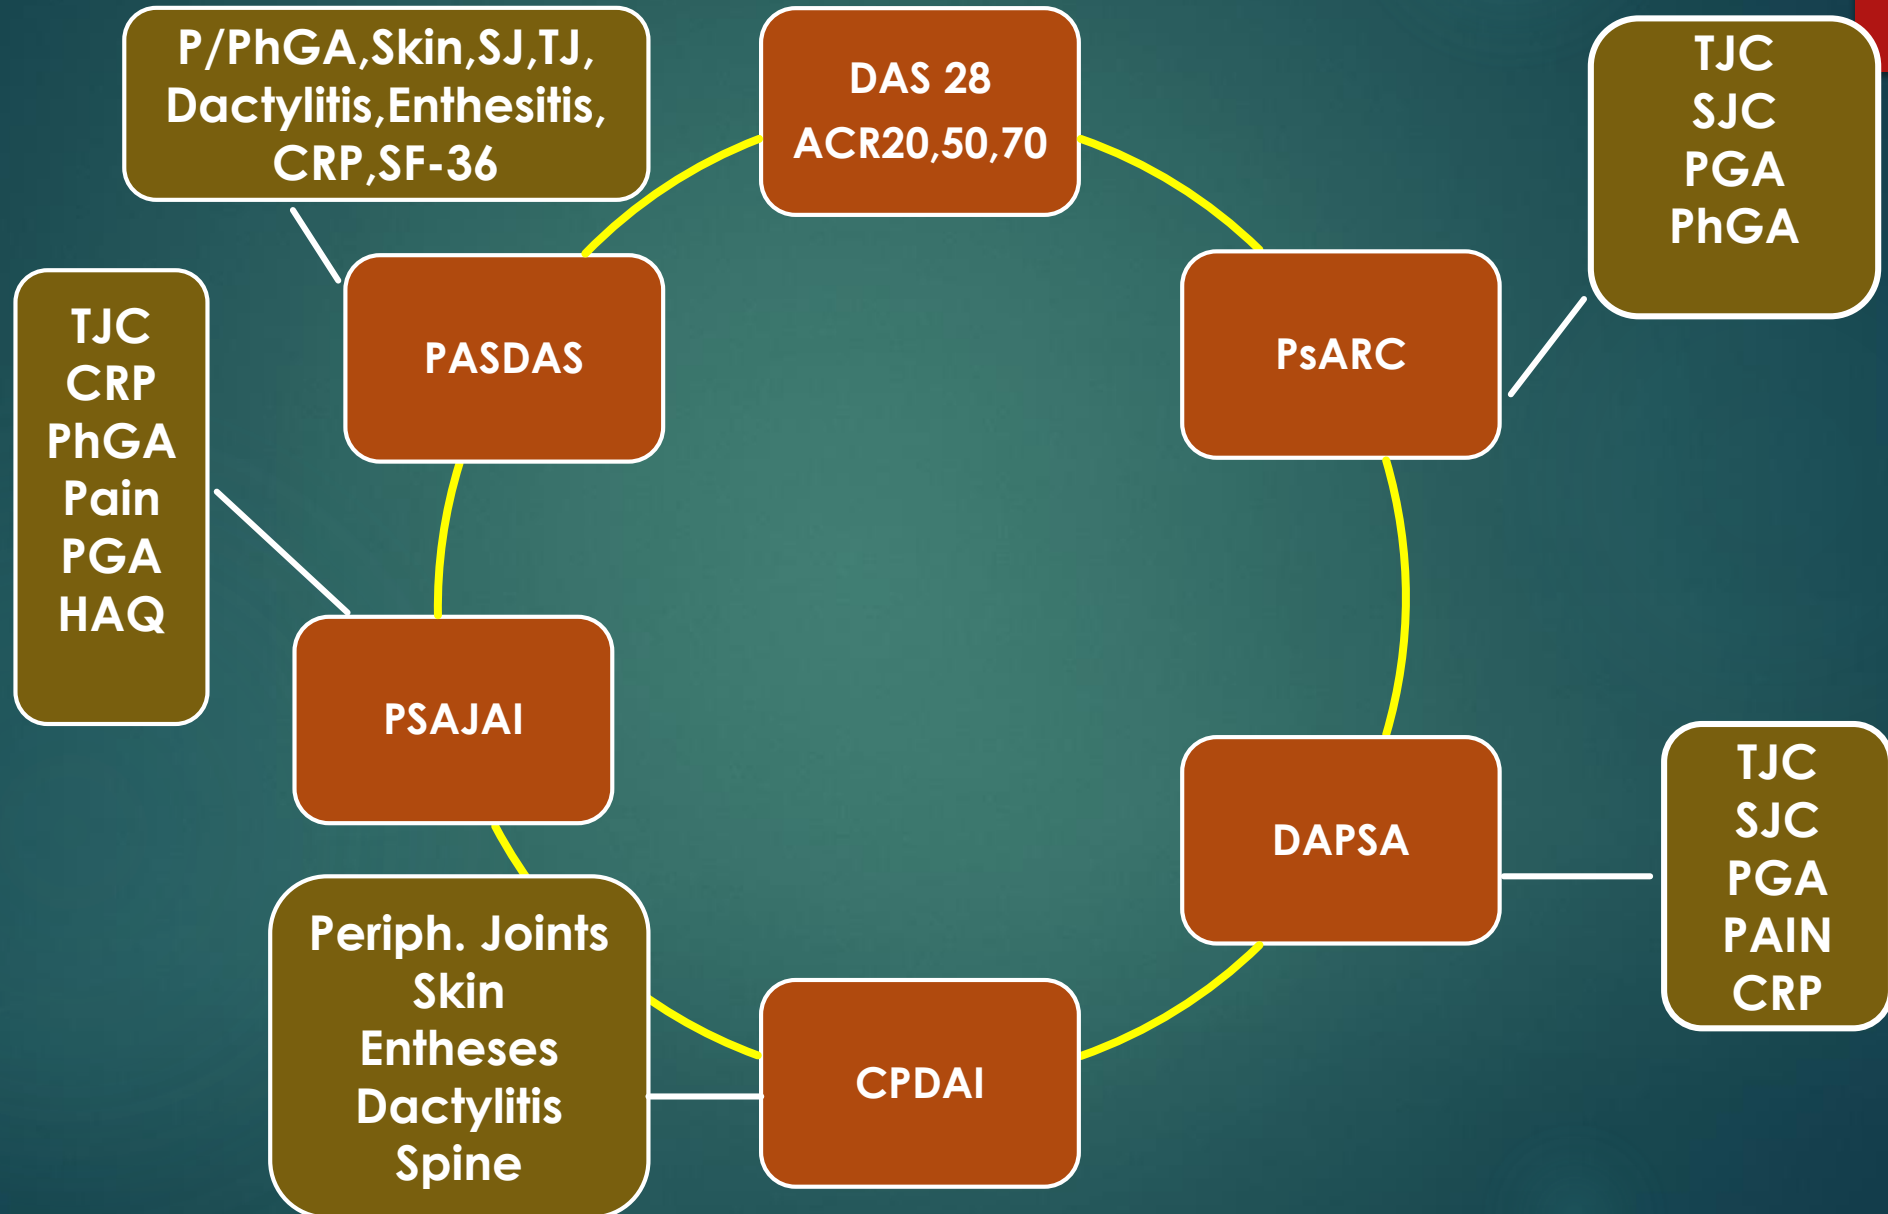 P/PhGA,Skin,SJ,TJ,
Dactylitis,Enthesitis,
CRP,SF-36
DAS 28
ACR20,50,70
TJC
SJC
PGA
PhGA
PASDAS
PsARC
TJC
CRP
PhGA
Pain
PGA
HAQ
PSAJAI
DAPSA
TJC
SJC
PGA
PAIN
CRP
Periph. Joints
Skin
Entheses
Dactylitis
Spine
CPDAI